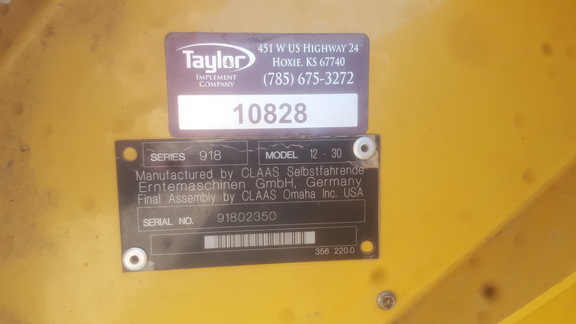 Taylor
IMPLEMENT
COMPANY
451 W US HIGHWAY 24
HOXIE, KS 67740
(785) 675-3272
10828
SERIES 918 MODEL 12 - 30
Manufactured by CLAAS Selbstfahrende
Erntemaschinen GmbH, Germany
Final Assembly by CLAAS Omaha Inc. USA
SERIAL NO. 91802350
356 220.0